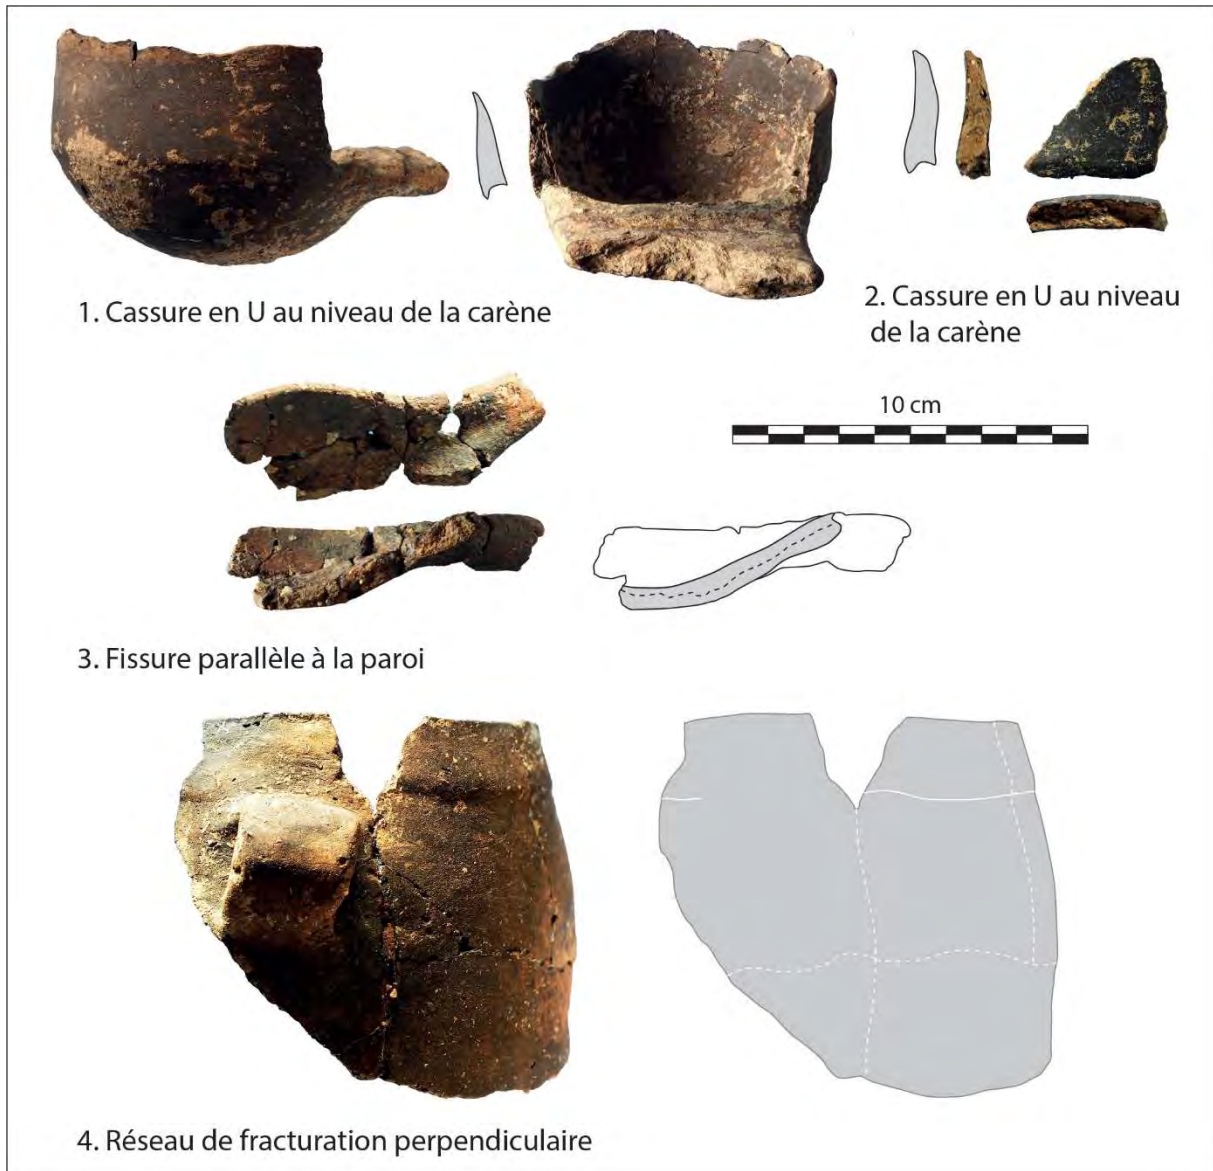 1. Cassure en U au niveau de la carène
2. Cassure en U au niveau
de la carène
10 cm
3. Fissure parallèle à la paroi
4. Réseau de fracturation perpendiculaire